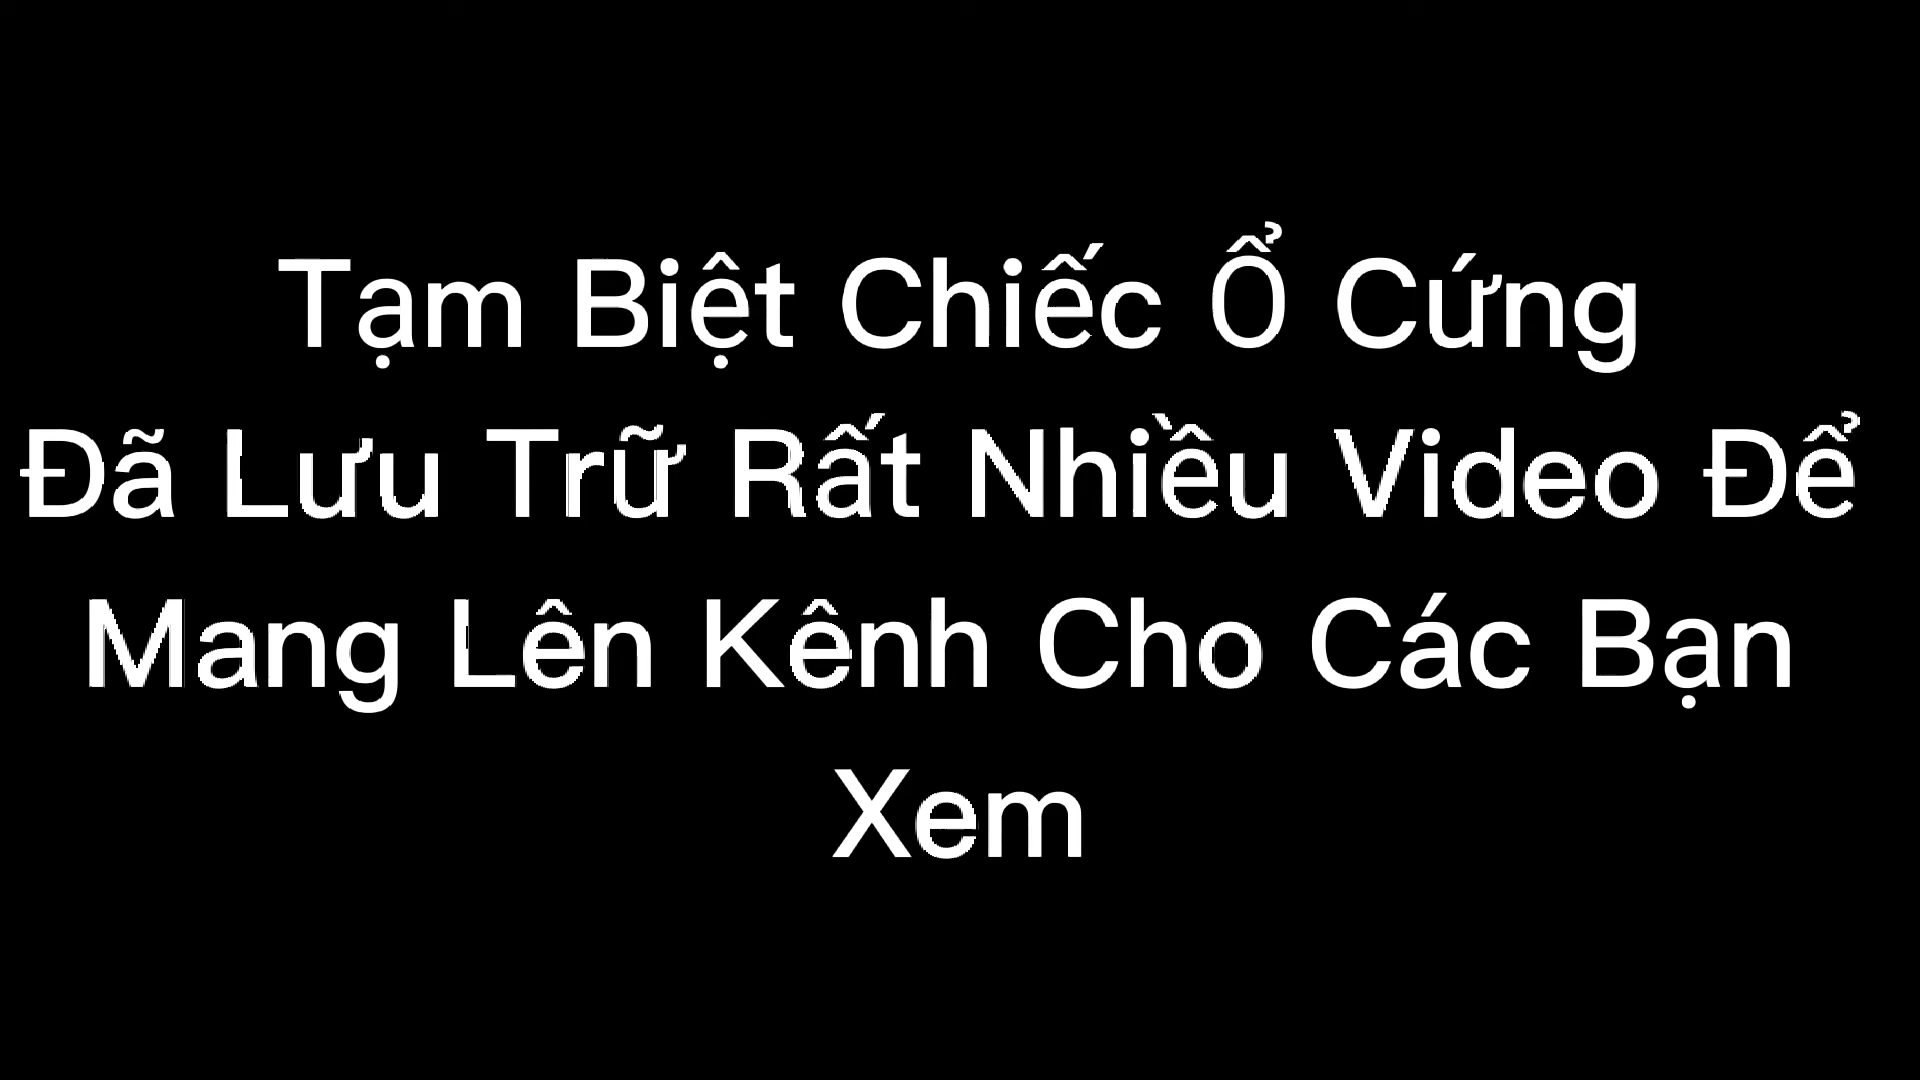 Tạm Biệt Chiếc Ổ Cứng
Đã Lưu Trữ Rất Nhiều Video Để
Mang Lên Kênh Cho Các Bạn
Xem